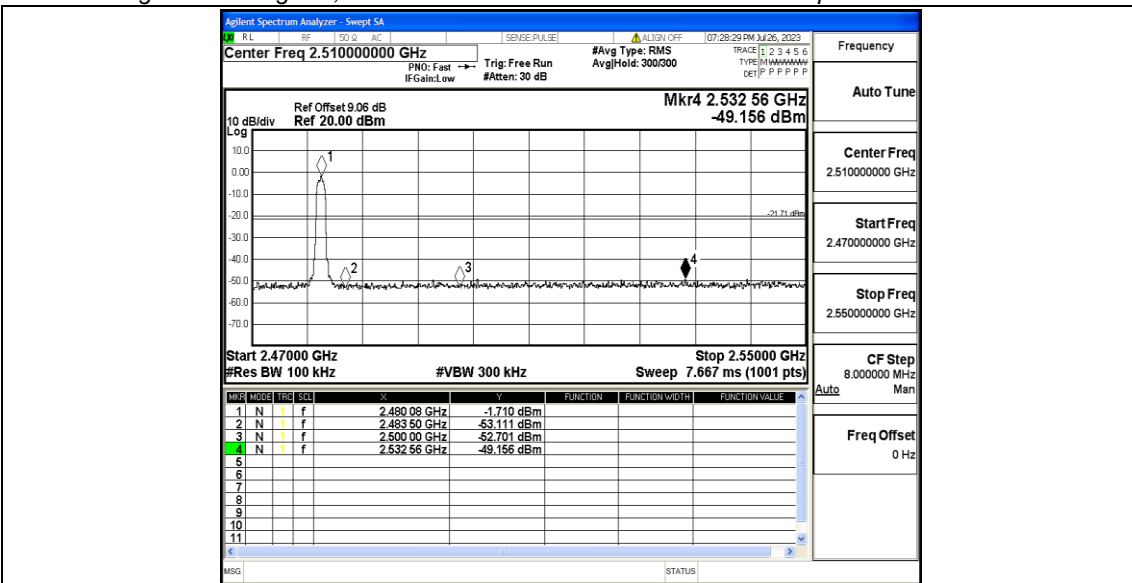 Agilent Spectrum Analyzer - Swept SA
RL RF 50 Ω AC SENSE:PULSE ALIGN OFF 07:28:29 PM Jul 26, 2023
Center Freq 2.510000000 GHz #Avg Type: RMS TRACE 1 2 3 4 5 6
PNO: Fast Trig: Free Run Avg|Hold: 300/300 TYPE M
IFGain:Low #Atten: 30 dB DET P P P P P P
Mkr4 2.532 56 GHz
Ref Offset 9.06 dB
10 dB/div Ref 20.00 dBm -49.156 dBm
Log
10.0
1
0.00
-10.0
-20.0
-21.71 dBm
-30.0
-40.0
2 3 4
-50.0
-60.0
-70.0
Start 2.47000 GHz Stop 2.55000 GHz
#Res BW 100 kHz #VBW 300 kHz Sweep 7.667 ms (1001 pts)
MKR MODE TRC SCL X Y FUNCTION FUNCTION WIDTH FUNCTION VALUE
1 N 1 f 2.480 08 GHz -1.710 dBm
2 N 1 f 2.483 50 GHz -53.111 dBm
3 N 1 f 2.500 00 GHz -52.701 dBm
4 N 1 f 2.532 56 GHz -49.156 dBm
5
6
7
8
9
10
11
MSG STATUS
Frequency
Auto Tune
Center Freq
2.510000000 GHz
Start Freq
2.470000000 GHz
Stop Freq
2.550000000 GHz
CF Step
8.000000 MHz
Auto Man
Freq Offset
0 Hz